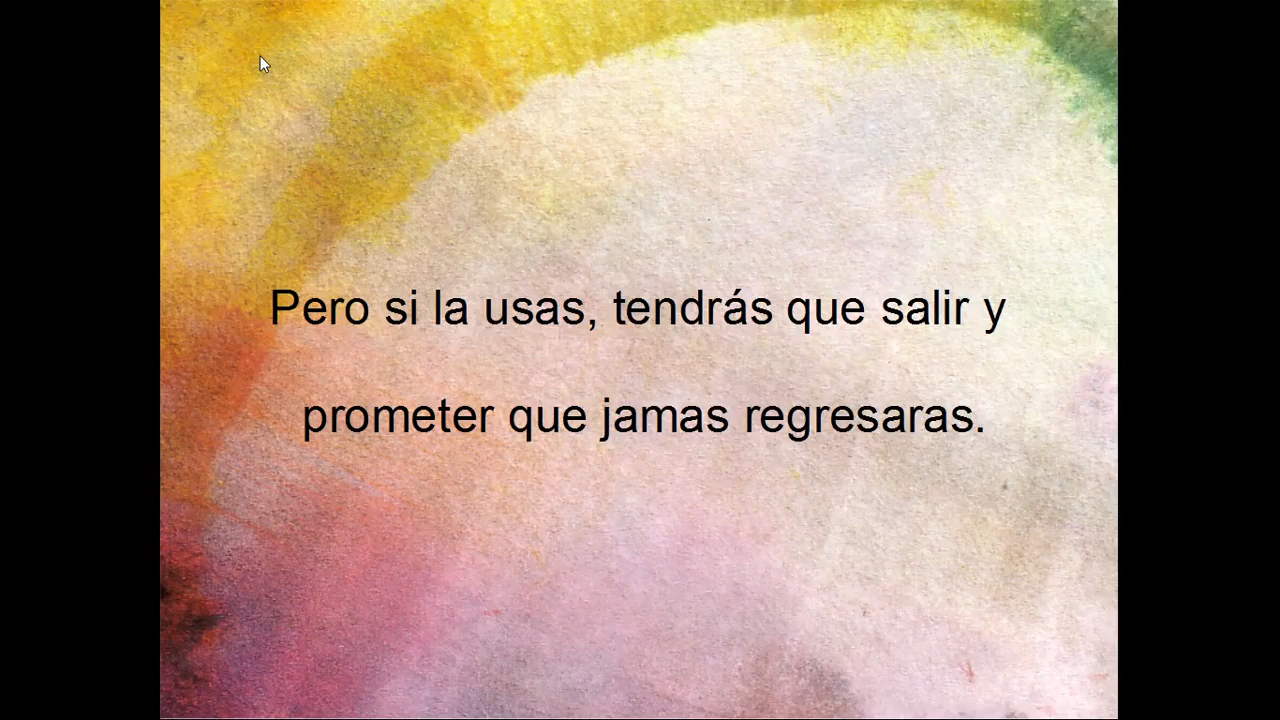 Pero si la usas, tendrás que salir y
prometer que jamas regresaras.